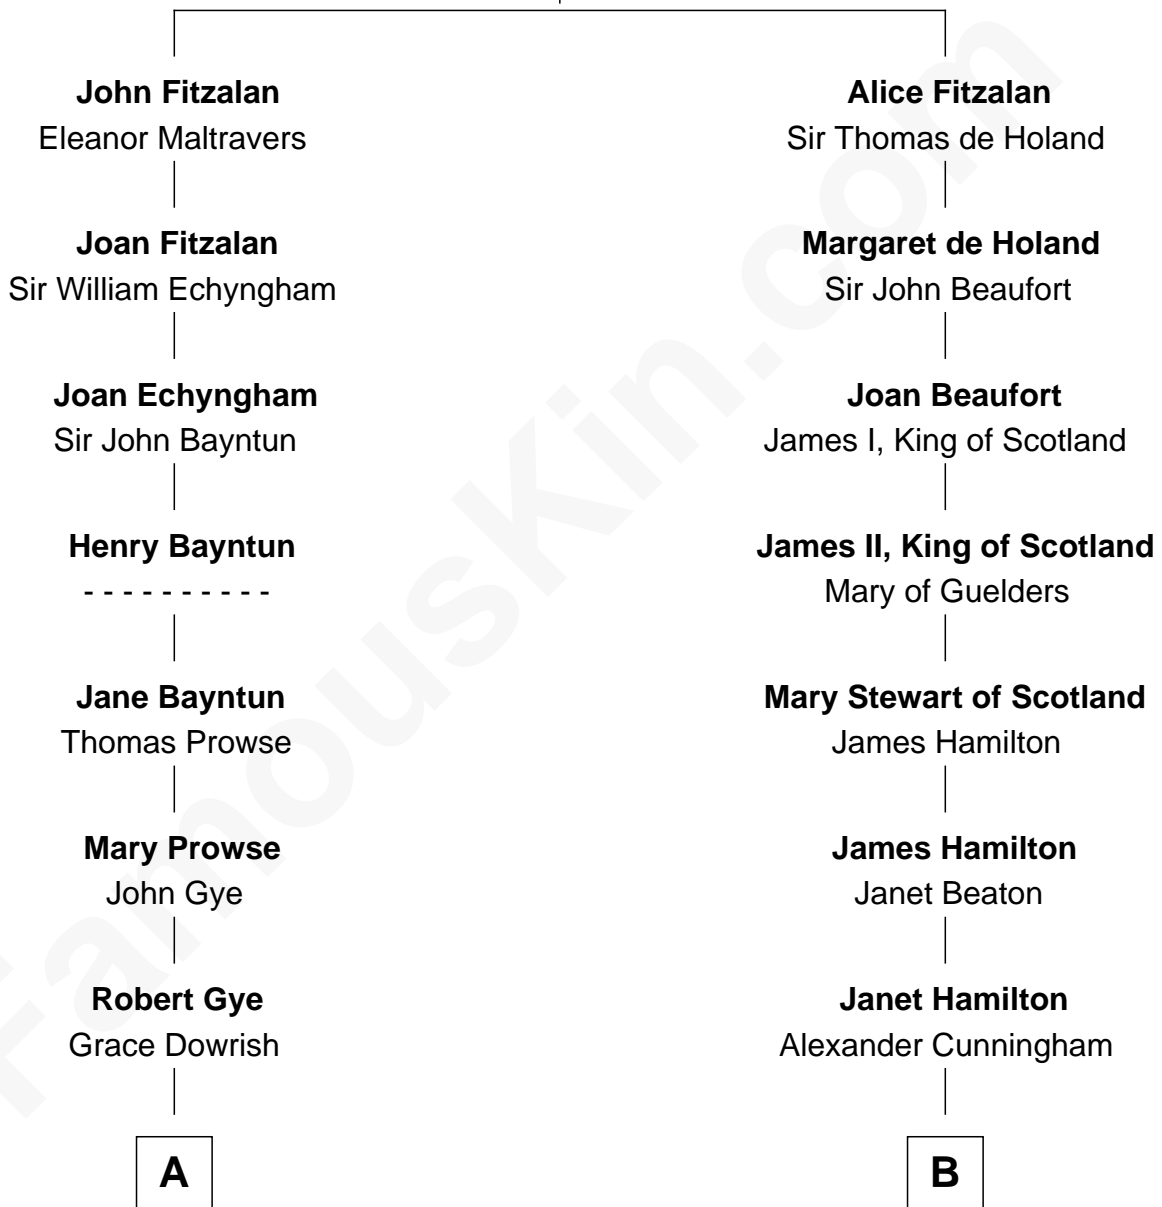 John Fitzalan
Eleanor Maltravers
Joan Fitzalan
Sir William Echyngham
Joan Echyngham
Sir John Bayntun
Henry Bayntun
- - - - - - - - - -
Jane Bayntun
Thomas Prowse
Mary Prowse
John Gye
Robert Gye
Grace Dowrish
A
Alice Fitzalan
Sir Thomas de Holand
Margaret de Holand
Sir John Beaufort
Joan Beaufort
James I, King of Scotland
James II, King of Scotland
Mary of Guelders
Mary Stewart of Scotland
James Hamilton
James Hamilton
Janet Beaton
Janet Hamilton
Alexander Cunningham
B
FamousKin.com